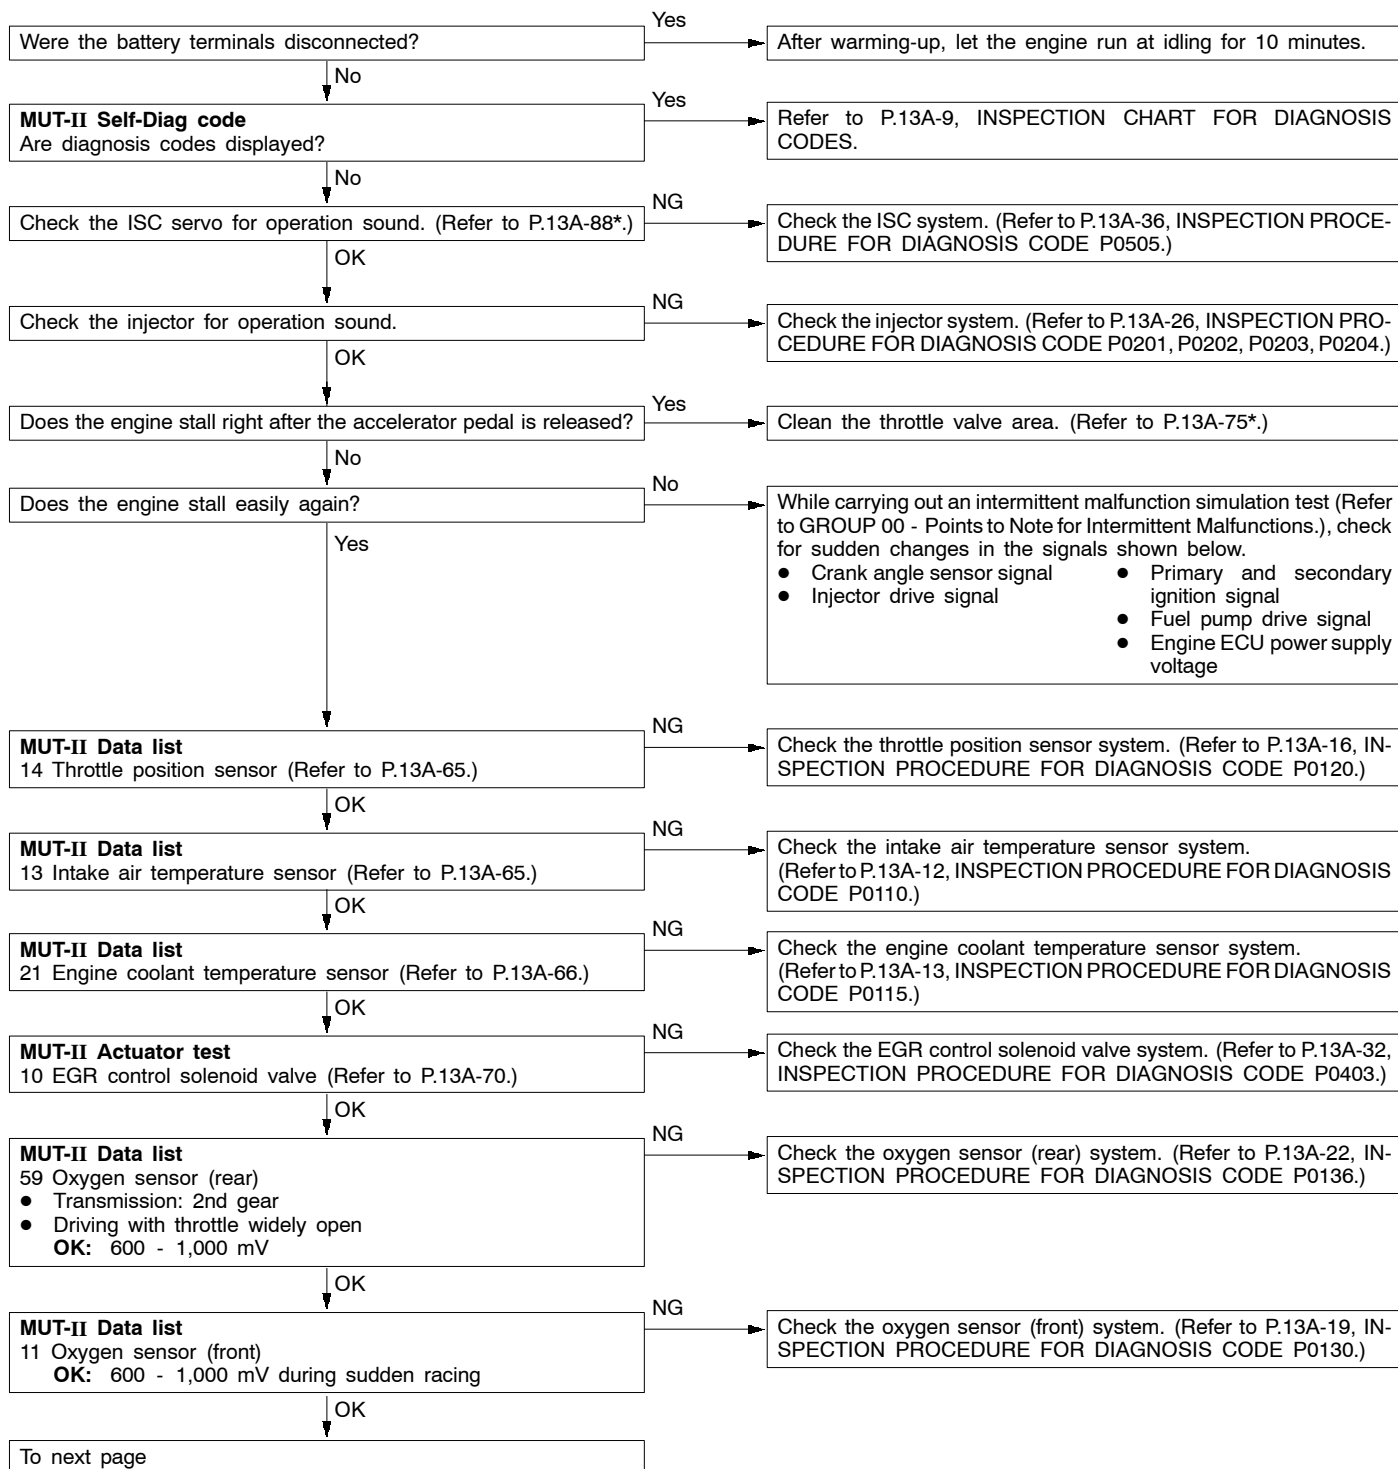 Were the battery terminals disconnected?
Yes
After warming-up, let the engine run at idling for 10 minutes.
No
MUT-II Self-Diag code
Are diagnosis codes displayed?
Yes
Refer to P.13A-9, INSPECTION CHART FOR DIAGNOSIS
CODES.
No
Check the ISC servo for operation sound. (Refer to P.13A-88*.)
NG
Check the ISC system. (Refer to P.13A-36, INSPECTION PROCE-
DURE FOR DIAGNOSIS CODE P0505.)
OK
Check the injector for operation sound.
NG
Check the injector system. (Refer to P.13A-26, INSPECTION PRO-
CEDURE FOR DIAGNOSIS CODE P0201, P0202, P0203, P0204.)
OK
Does the engine stall right after the accelerator pedal is released?
Yes
Clean the throttle valve area. (Refer to P.13A-75*.)
No
Does the engine stall easily again?
No
While carrying out an intermittent malfunction simulation test (Refer
to GROUP 00 - Points to Note for Intermittent Malfunctions.), check
for sudden changes in the signals shown below.
● Crank angle sensor signal
● Injector drive signal
● Primary and secondary
ignition signal
● Fuel pump drive signal
● Engine ECU power supply
voltage
Yes
MUT-II Data list
14 Throttle position sensor (Refer to P.13A-65.)
NG
Check the throttle position sensor system. (Refer to P.13A-16, IN-
SPECTION PROCEDURE FOR DIAGNOSIS CODE P0120.)
OK
MUT-II Data list
13 Intake air temperature sensor (Refer to P.13A-65.)
NG
Check the intake air temperature sensor system.
(Refer to P.13A-12, INSPECTION PROCEDURE FOR DIAGNOSIS
CODE P0110.)
OK
MUT-II Data list
21 Engine coolant temperature sensor (Refer to P.13A-66.)
NG
Check the engine coolant temperature sensor system.
(Refer to P.13A-13, INSPECTION PROCEDURE FOR DIAGNOSIS
CODE P0115.)
OK
MUT-II Actuator test
10 EGR control solenoid valve (Refer to P.13A-70.)
NG
Check the EGR control solenoid valve system. (Refer to P.13A-32,
INSPECTION PROCEDURE FOR DIAGNOSIS CODE P0403.)
OK
MUT-II Data list
59 Oxygen sensor (rear)
● Transmission: 2nd gear
● Driving with throttle widely open
OK: 600 - 1,000 mV
NG
Check the oxygen sensor (rear) system. (Refer to P.13A-22, IN-
SPECTION PROCEDURE FOR DIAGNOSIS CODE P0136.)
OK
MUT-II Data list
11 Oxygen sensor (front)
OK: 600 - 1,000 mV during sudden racing
NG
Check the oxygen sensor (front) system. (Refer to P.13A-19, IN-
SPECTION PROCEDURE FOR DIAGNOSIS CODE P0130.)
OK
To next page